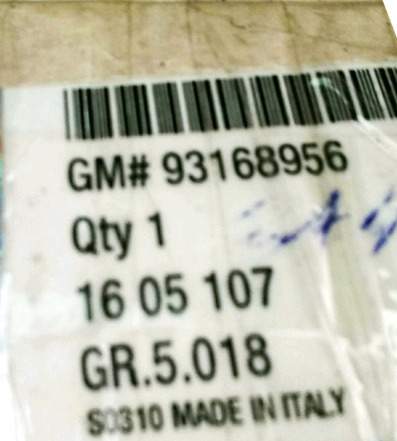 GM# 93168956
Qty 1
16 05 107
GR.5.018
S0310 MADE IN ITALY